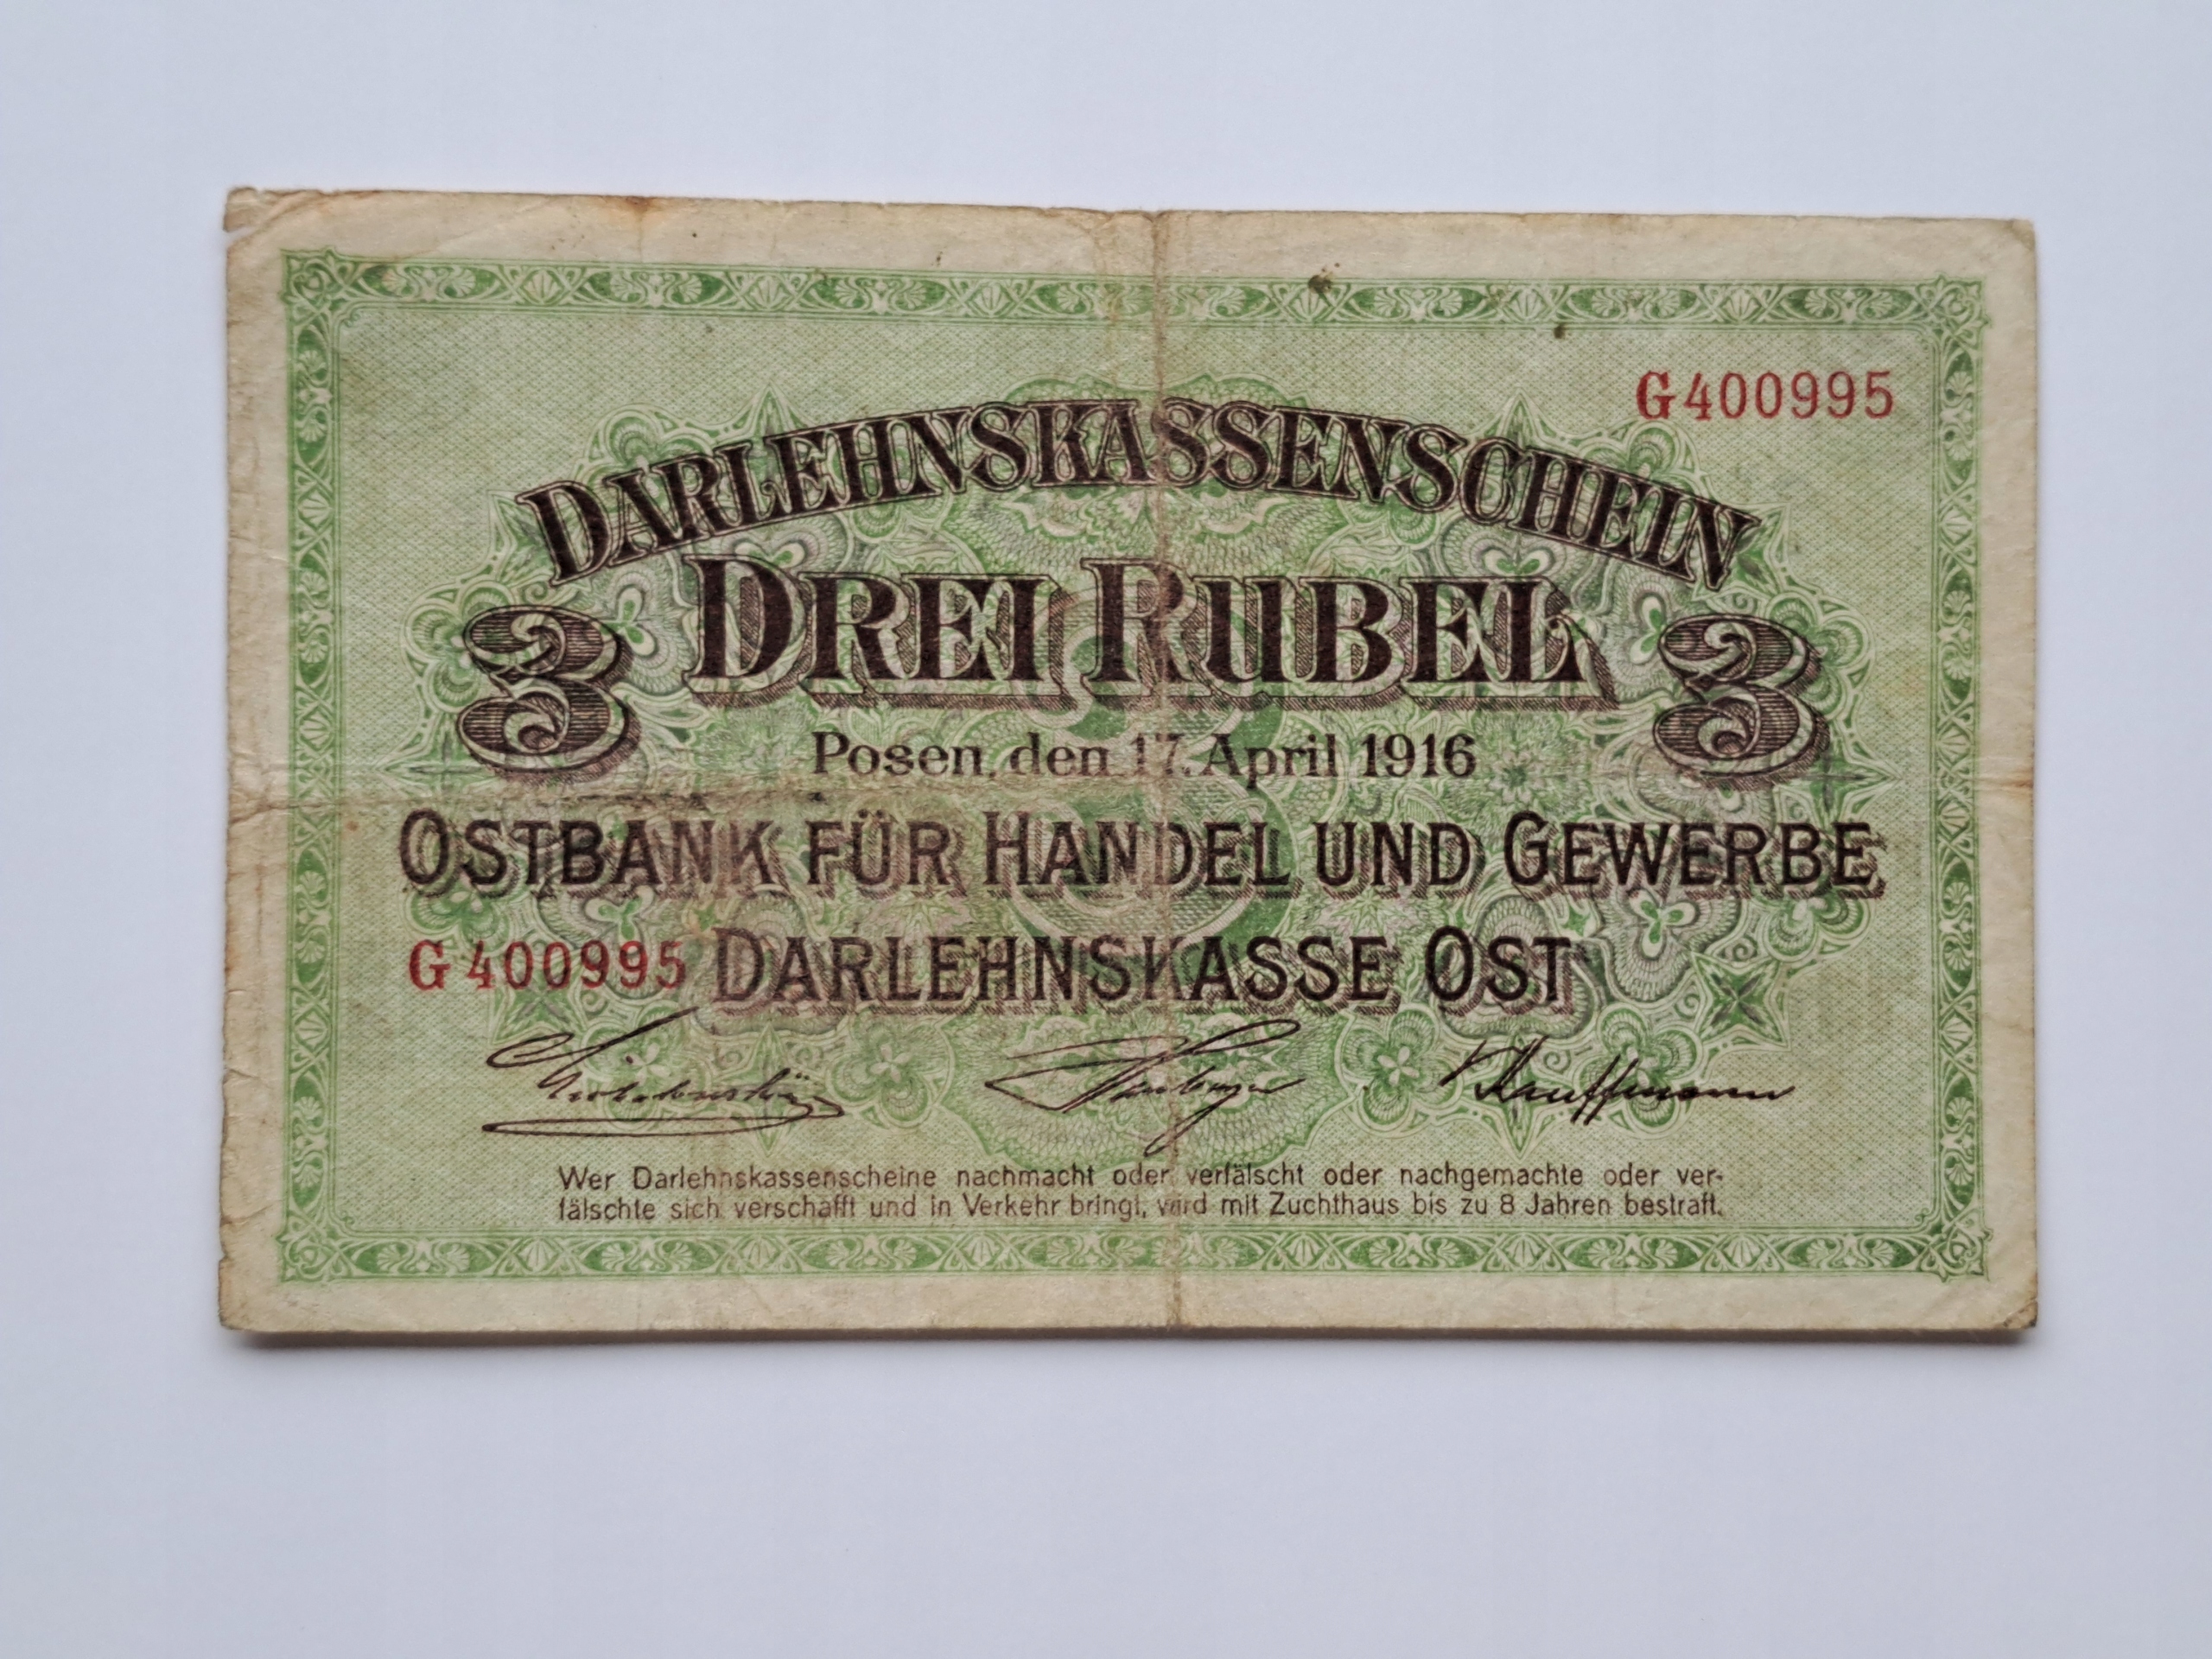 G400995
DARLEHNSKASSENSCHEIN
DREI RUBEL
3 3
Posen, den 17. April 1916
OSTBANK FÜR HANDEL UND GEWERBE
G400995 DARLEHNSKASSE OST
Kauffmann
Wer Darlehnskassenscheine nachmacht oder verfälscht oder nachgemachte oder ver-
fälschte sich verschafft und in Verkehr bringt, wird mit Zuchthaus bis zu 8 Jahren bestraft.